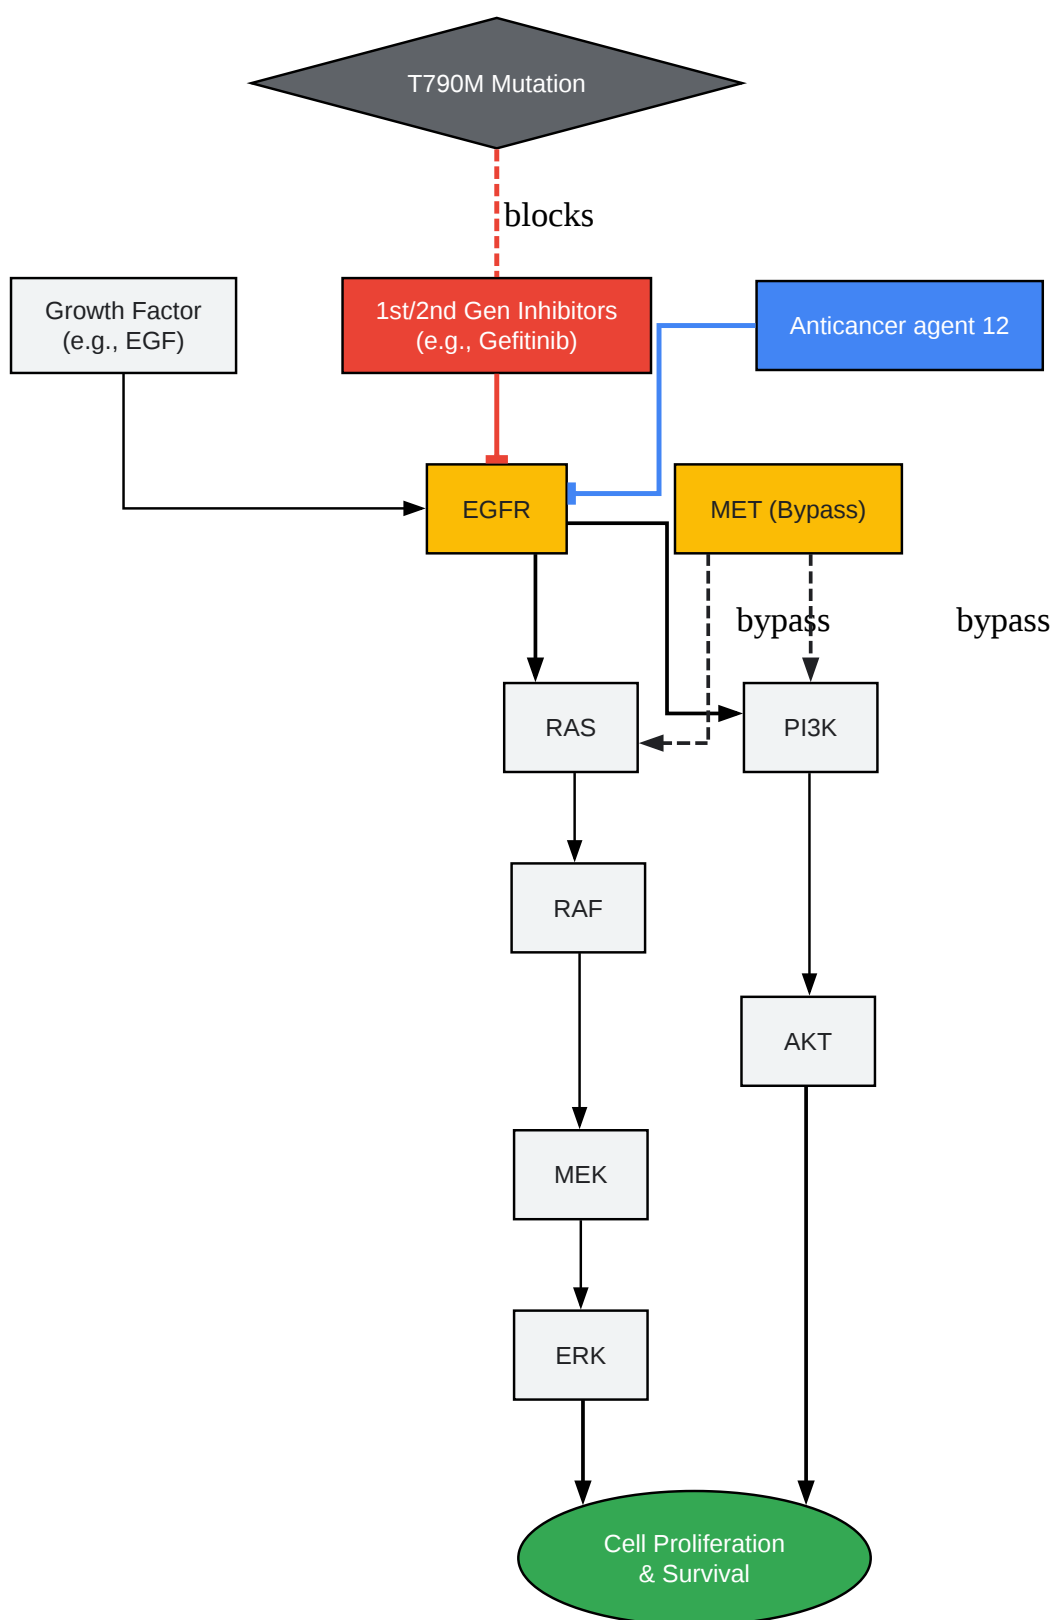 T790M Mutation
blocks
Growth Factor
(e.g., EGF)
1st/2nd Gen Inhibitors
(e.g., Gefitinib)
Anticancer agent 12
EGFR
MET (Bypass)
bypass
bypass
RAS
PI3K
RAF
AKT
MEK
ERK
Cell Proliferation
& Survival